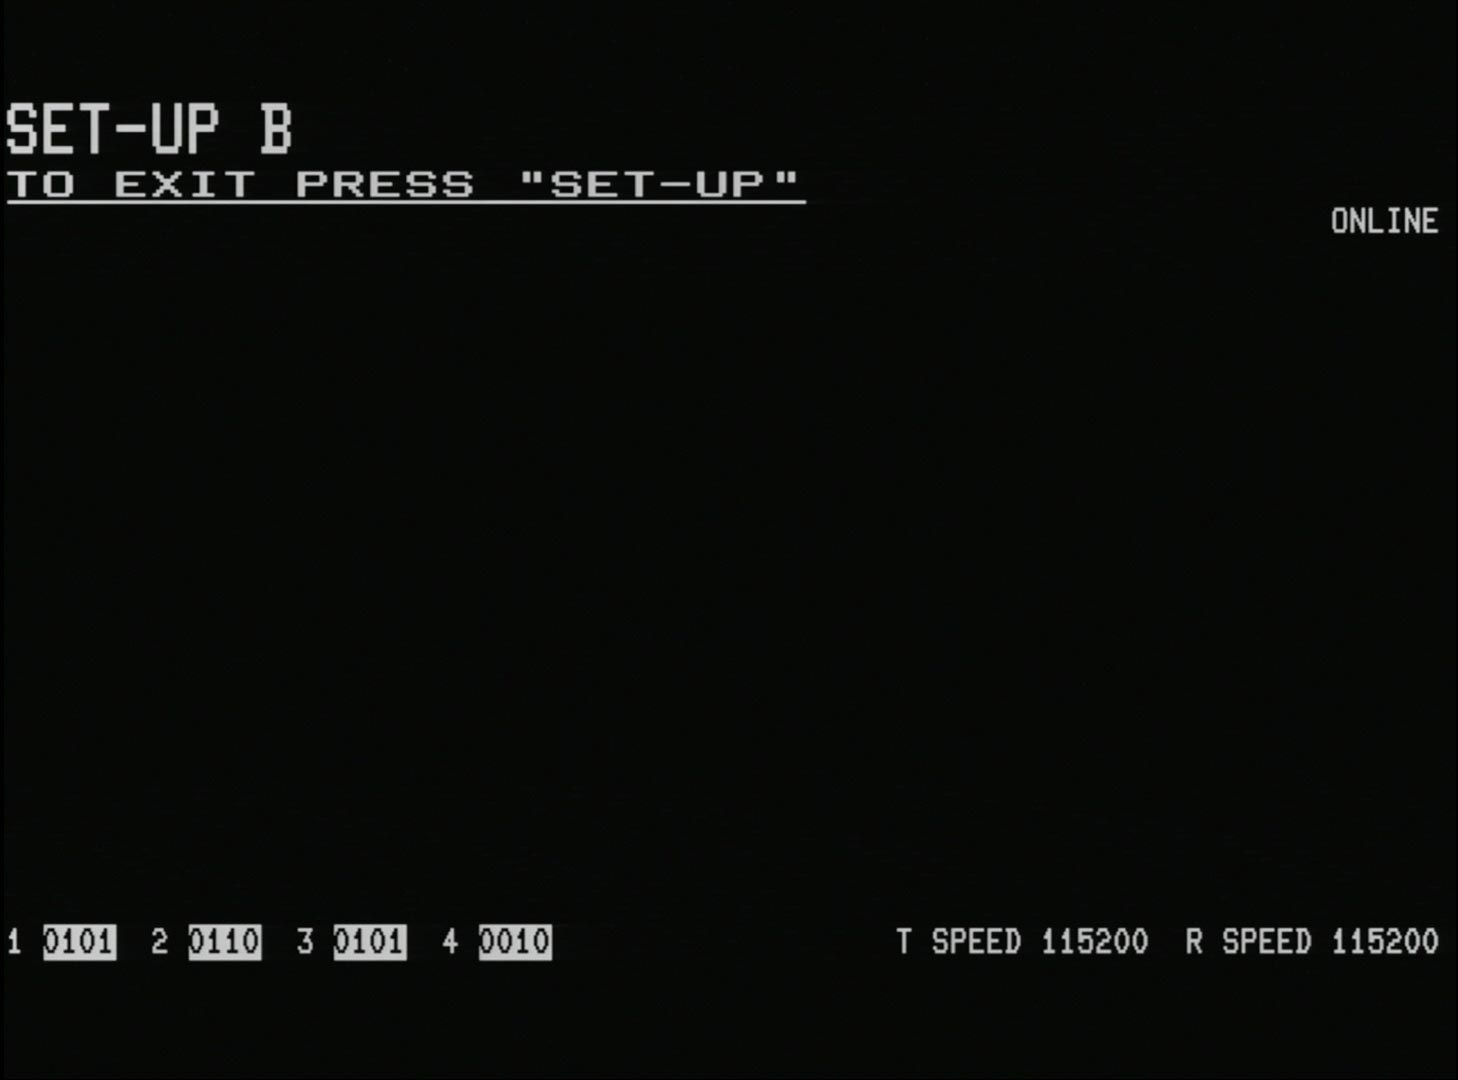 SET-UP B
TO EXIT PRESS "SET-UP"
ONLINE
1 0101 2 0110 3 0101 4 0010 T SPEED 115200 R SPEED 115200